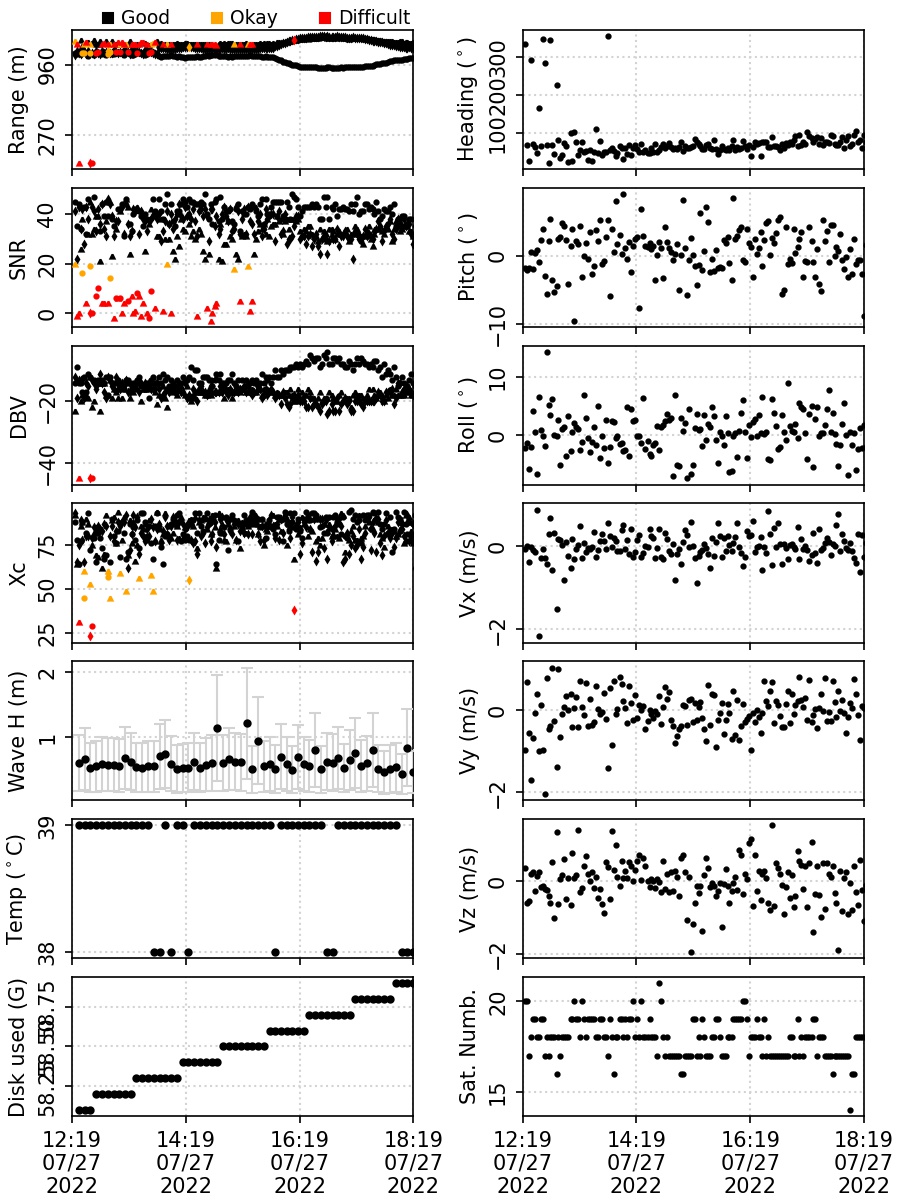 Good Okay Difficult
Range (m)
960
270
Heading (°)
300
200
100
SNR
40
20
0
Pitch (°)
0
−10
DBV
−20
−40
Roll (°)
10
0
Xc
75
50
25
Vx (m/s)
0
−2
Wave H (m)
2
1
Vy (m/s)
0
−2
Temp (°C)
39
38
Vz (m/s)
0
−2
Disk used (G)
Sat. Numb.
20
15
12:19 14:19 16:19 18:19 12:19 14:19 16:19 18:19
07/27 07/27 07/27 07/27 07/27 07/27 07/27 07/27
2022 2022 2022 2022 2022 2022 2022 2022